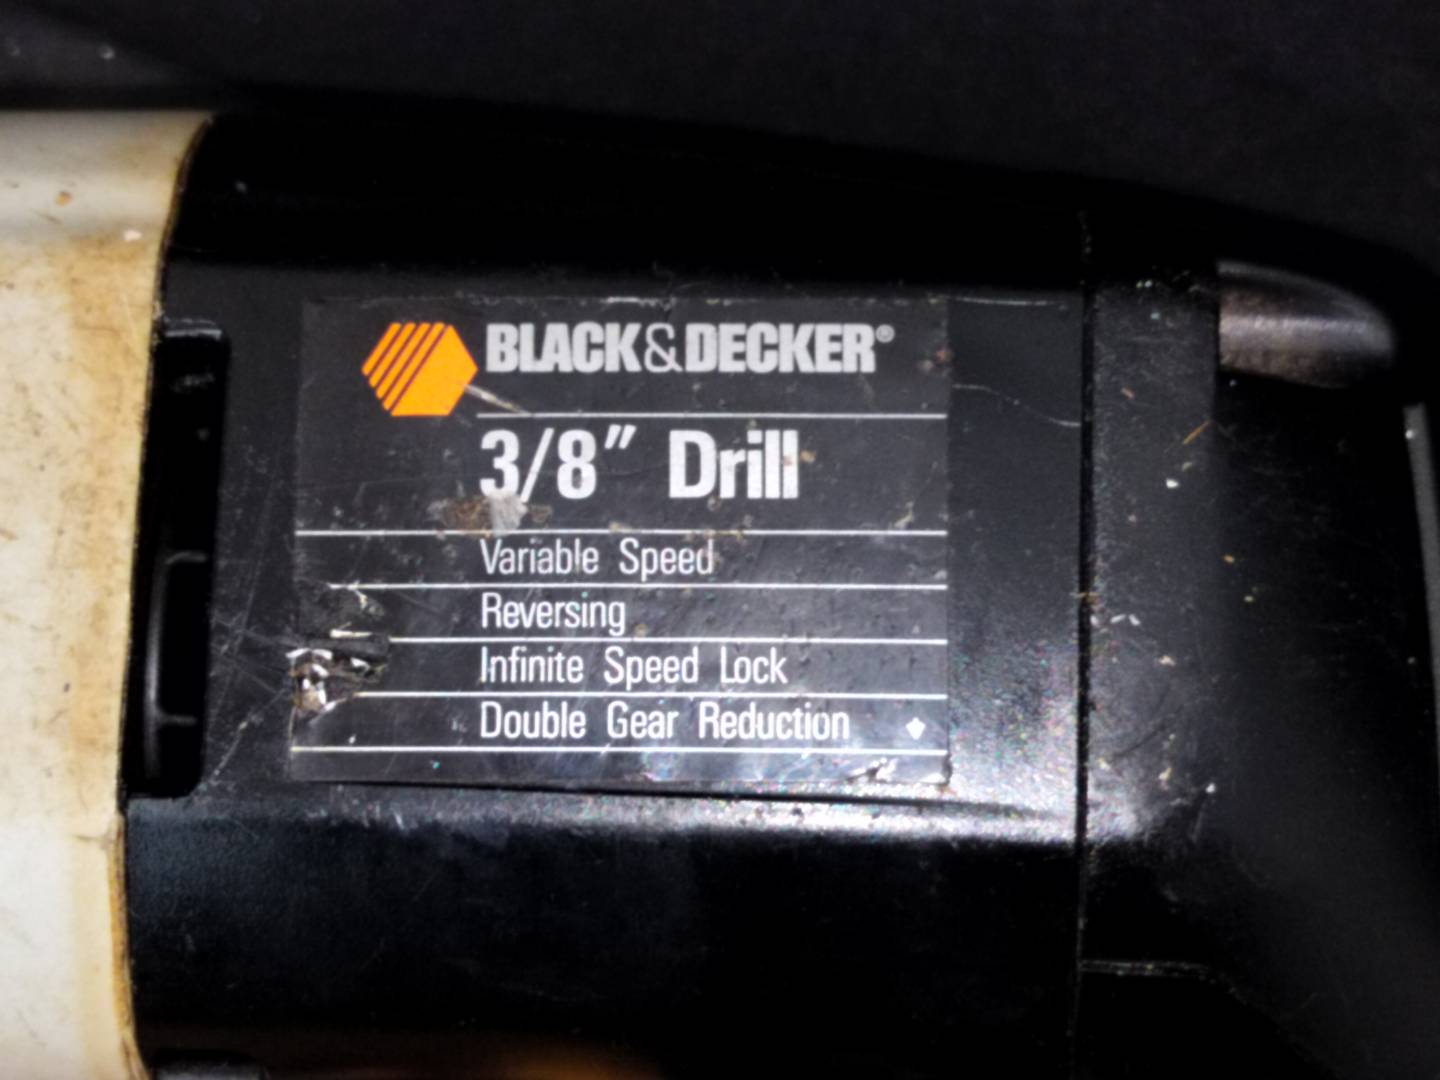 BLACK&DECKER®
3/8" Drill
Variable Speed
Reversing
Infinite Speed Lock
Double Gear Reduction